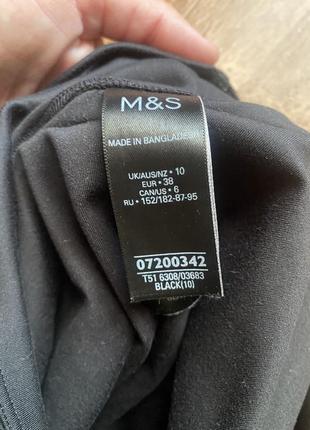 M&S
MADE IN BANGLADESH
UK/AUS/NZ • 10
EUR • 38
CAN/US • 6
RU • 152/182-87-95
07200342
T51 6308/03683
BLACK(10)